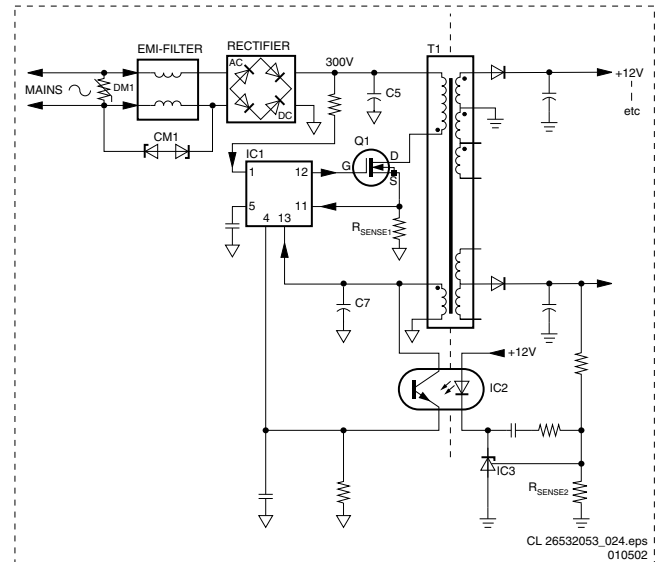 EMI-FILTER
RECTIFIER
T1
300V
AC
DC
MAINS
DM1
C5
+12V
etc
CM1
Q1
D
G
S
IC1
1
12
5
11
4
13
RSENSE1
C7
+12V
IC2
IC3
RSENSE2
CL 26532053_024.eps
010502